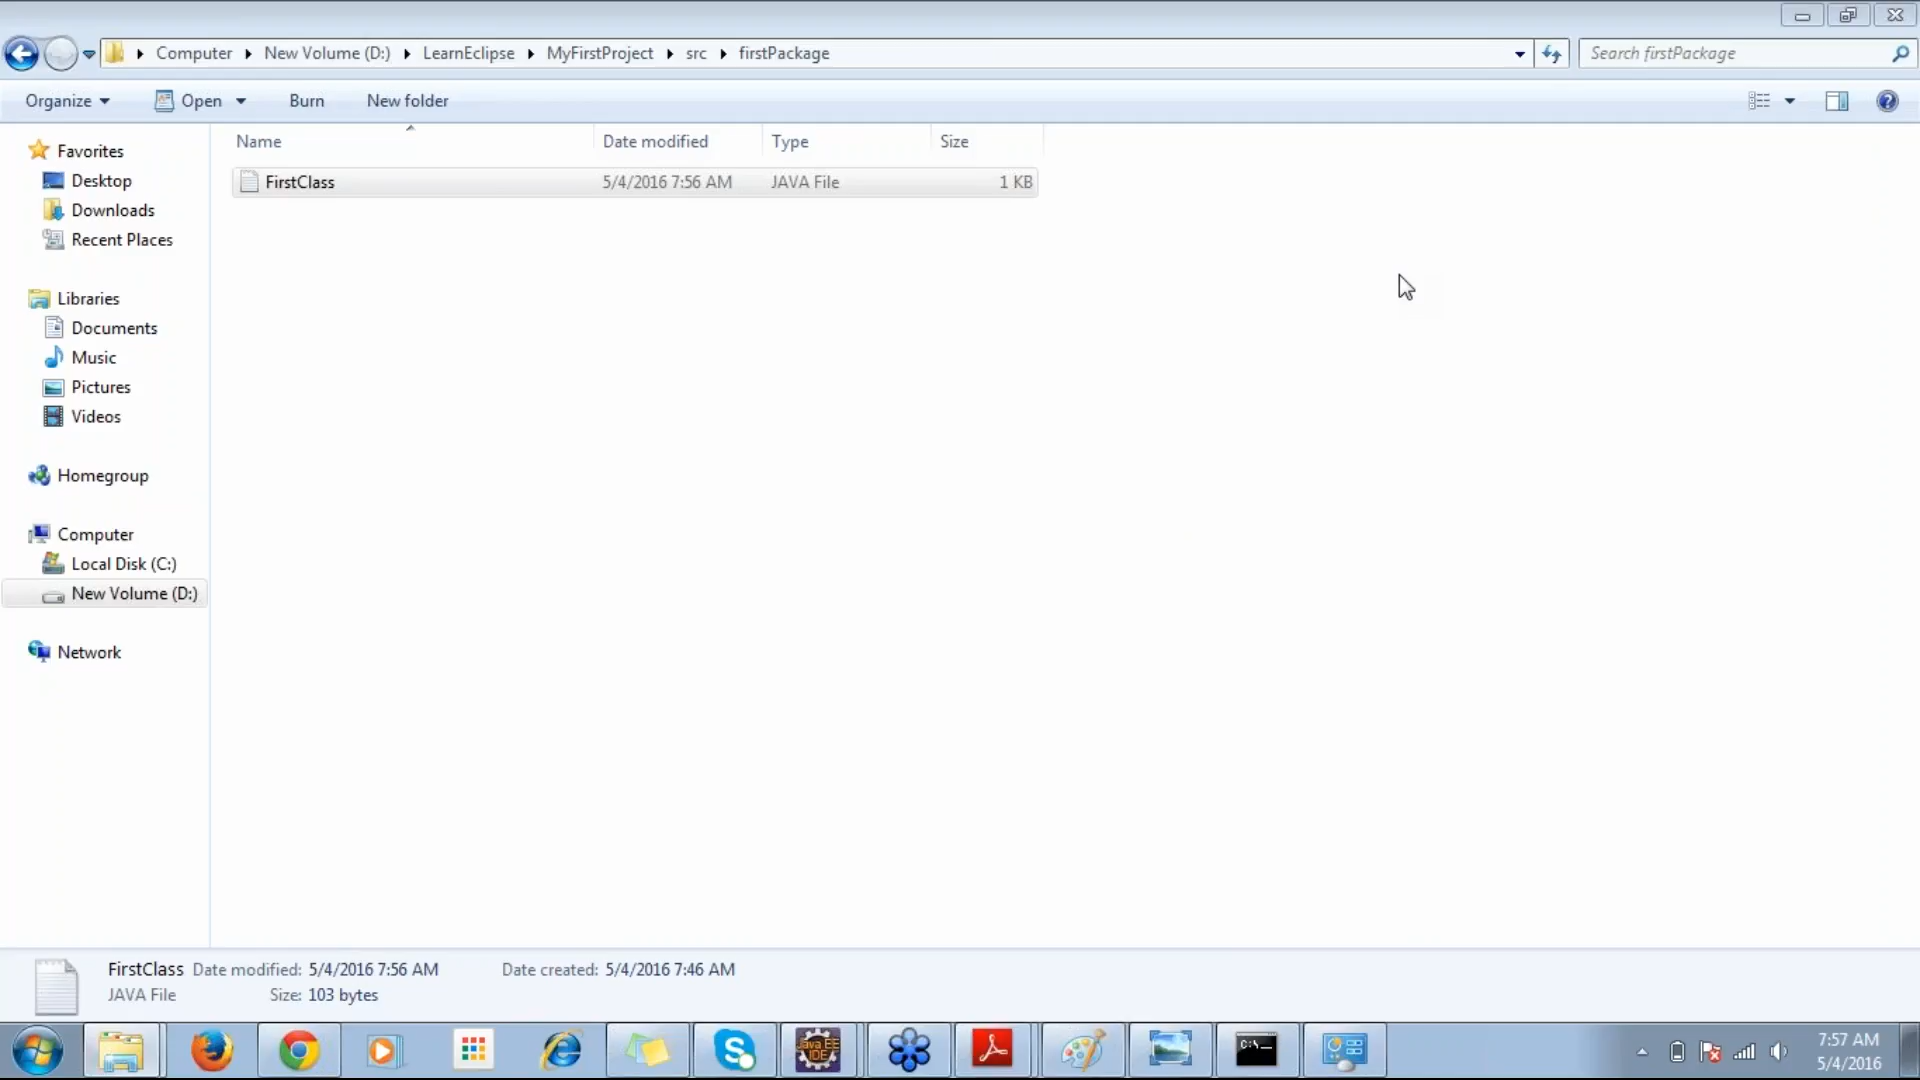 Computer New Volume (D:) LearnEclipse MyFirstProject src firstPackage
Search firstPackage
Organize Open Burn New folder
Name Date modified Type Size
FirstClass 5/4/2016 7:56 AM JAVA File 1 KB
Favorites
Desktop
Downloads
Recent Places
Libraries
Documents
Music
Pictures
Videos
Homegroup
Computer
Local Disk (C:)
New Volume (D:)
Network
FirstClass Date modified: 5/4/2016 7:56 AM Date created: 5/4/2016 7:46 AM
JAVA File Size: 103 bytes
Java EE
IDE
C:\
7:57 AM
5/4/2016